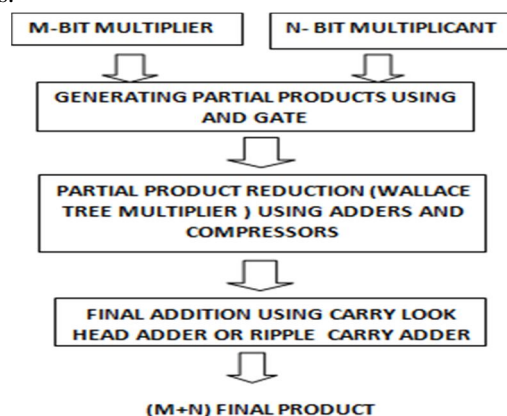 M-BIT MULTIPLIER
N- BIT MULTIPLICANT
GENERATING PARTIAL PRODUCTS USING
AND GATE
PARTIAL PRODUCT REDUCTION (WALLACE
TREE MULTIPLIER ) USING ADDERS AND
COMPRESSORS
FINAL ADDITION USING CARRY LOOK
HEAD ADDER OR RIPPLE CARRY ADDER
(M+N) FINAL PRODUCT